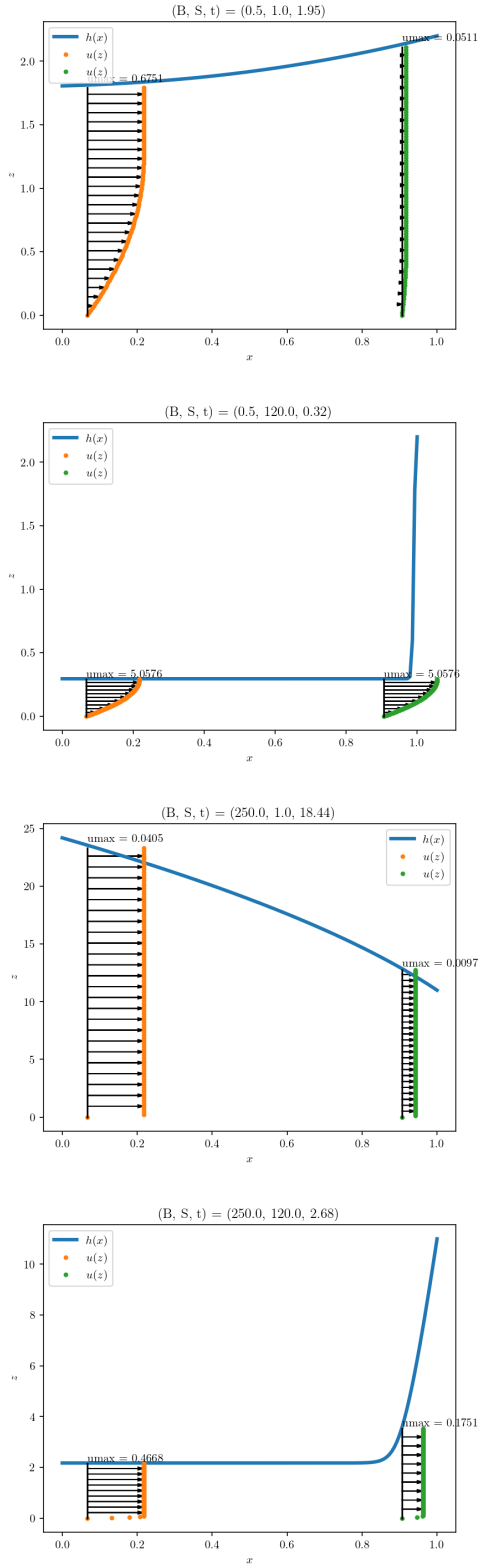 (B, S, t) = (0.5, 1.0, 1.95)
h(x)
u(z)
u(z)
umax = 0.6751
umax = 0.0511
2.0
1.5
1.0
0.5
0.0
z
0.0 0.2 0.4 0.6 0.8 1.0
x
(B, S, t) = (0.5, 120.0, 0.32)
h(x)
u(z)
u(z)
2.0
1.5
1.0
0.5
0.0
z
umax = 5.0576
umax = 5.0576
0.0 0.2 0.4 0.6 0.8 1.0
x
(B, S, t) = (250.0, 1.0, 18.44)
h(x)
u(z)
u(z)
umax = 0.0405
umax = 0.0097
25
20
15
10
5
0
z
0.0 0.2 0.4 0.6 0.8 1.0
x
(B, S, t) = (250.0, 120.0, 2.68)
h(x)
u(z)
u(z)
10
8
6
4
2
0
z
umax = 0.1751
umax = 0.4668
0.0 0.2 0.4 0.6 0.8 1.0
x